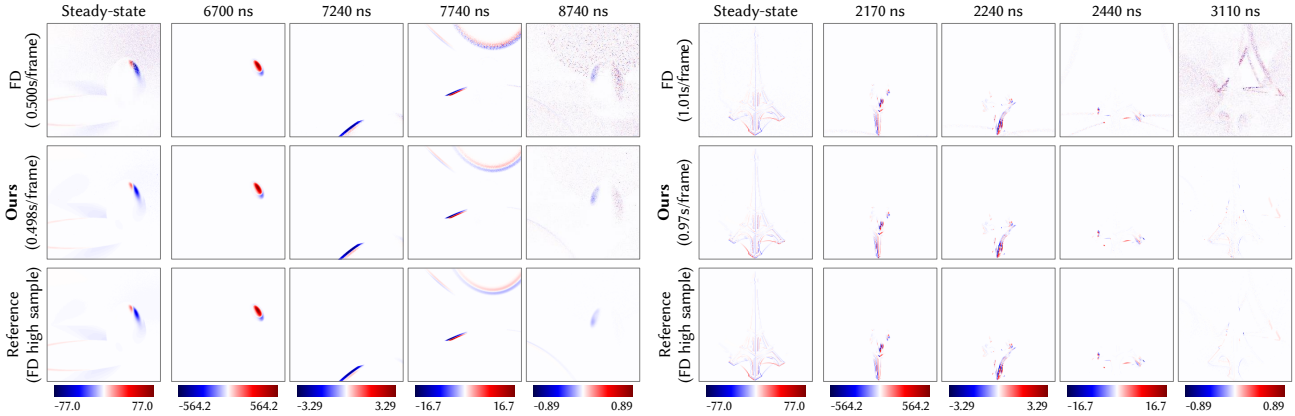 Steady-state 6700 ns 7240 ns 7740 ns 8740 ns
FD
( 0.500s/frame)
Ours
(0.498s/frame)
Reference
(FD high sample)
-77.0 77.0 -564.2 564.2 -3.29 3.29 -16.7 16.7 -0.89 0.89
Steady-state 2170 ns 2240 ns 2440 ns 3110 ns
FD
(1.01s/frame)
Ours
(0.97s/frame)
Reference
(FD high sample)
-77.0 77.0 -564.2 564.2 -3.29 3.29 -16.7 16.7 -0.89 0.89